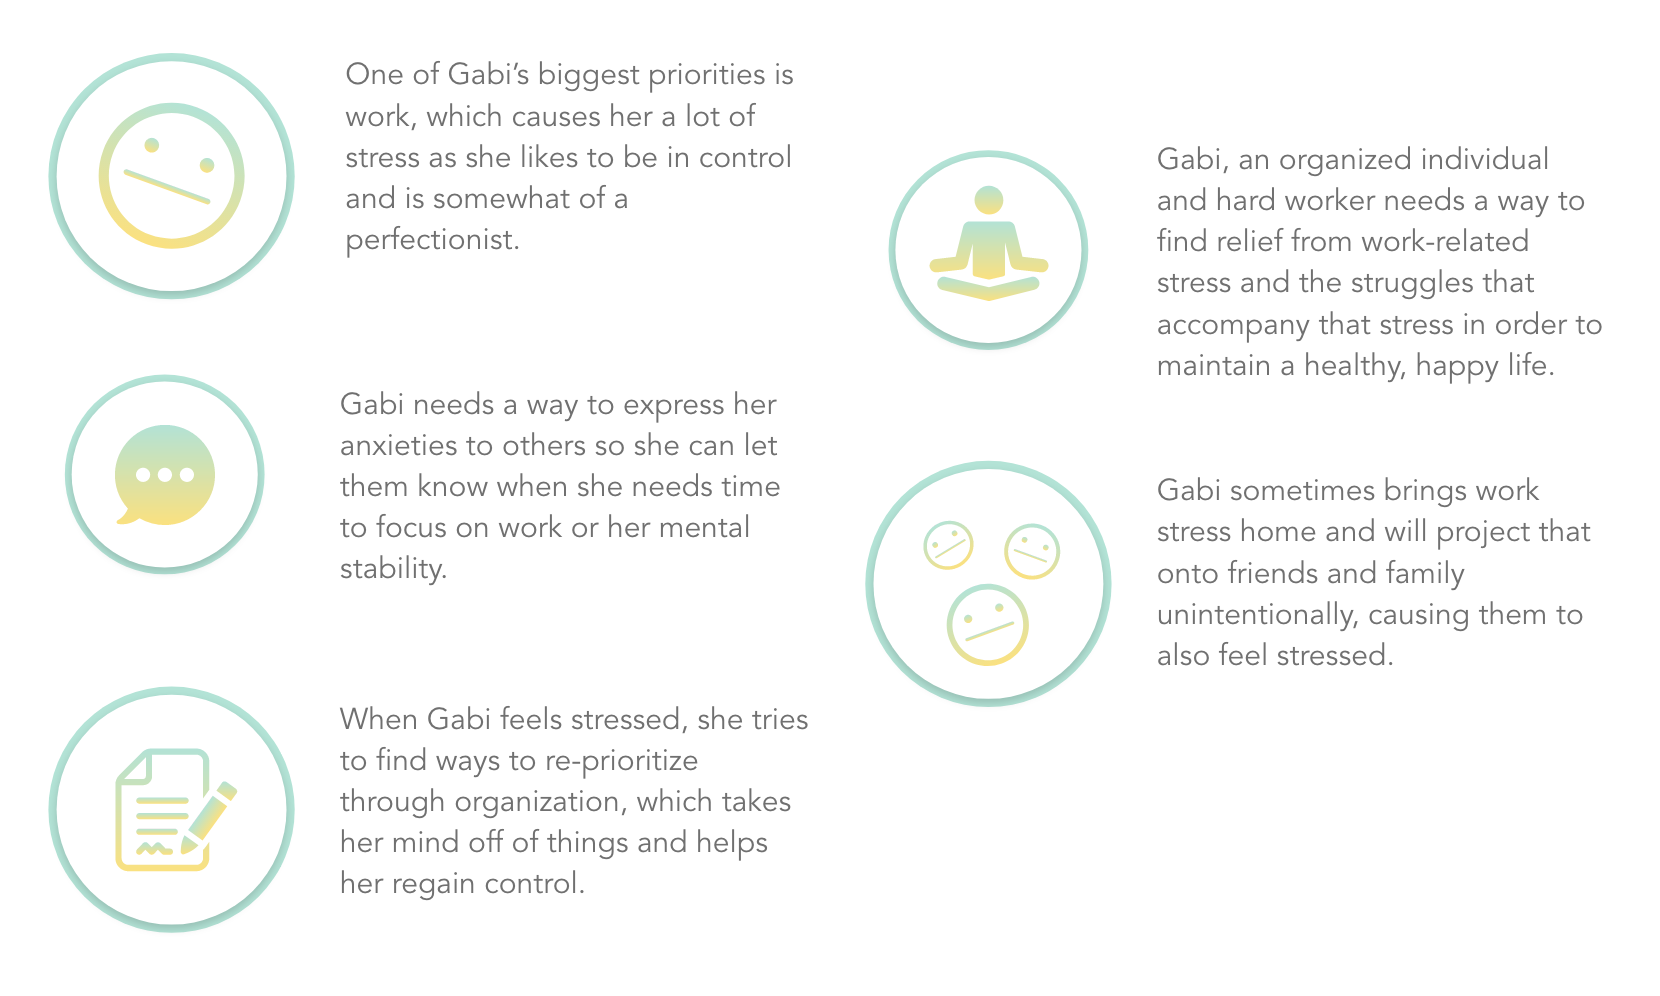 One of Gabi’s biggest priorities is
work, which causes her a lot of
stress as she likes to be in control
and is somewhat of a
perfectionist.
Gabi needs a way to express her
anxieties to others so she can let
them know when she needs time
to focus on work or her mental
stability.
When Gabi feels stressed, she tries
to find ways to re-prioritize
through organization, which takes
her mind off of things and helps
her regain control.
Gabi, an organized individual
and hard worker needs a way to
find relief from work-related
stress and the struggles that
accompany that stress in order to
maintain a healthy, happy life.
Gabi sometimes brings work
stress home and will project that
onto friends and family
unintentionally, causing them to
also feel stressed.